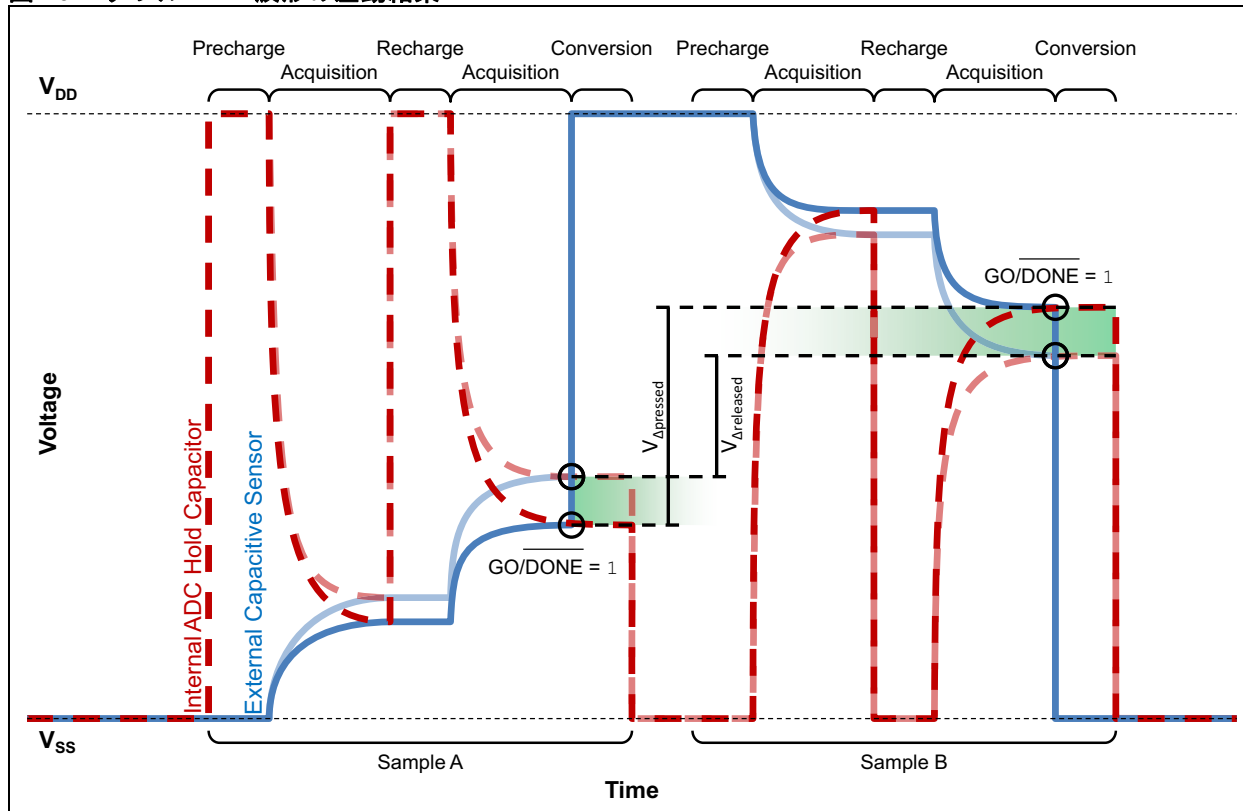 Precharge
Recharge
Conversion
Precharge
Recharge
Conversion
Acquisition
Acquisition
Acquisition
Acquisition
VDD
GO/DONE = 1
Voltage
Internal ADC Hold Capacitor
External Capacitive Sensor
VΔpressed
VΔreleased
GO/DONE = 1
VSS
Sample A
Sample B
Time